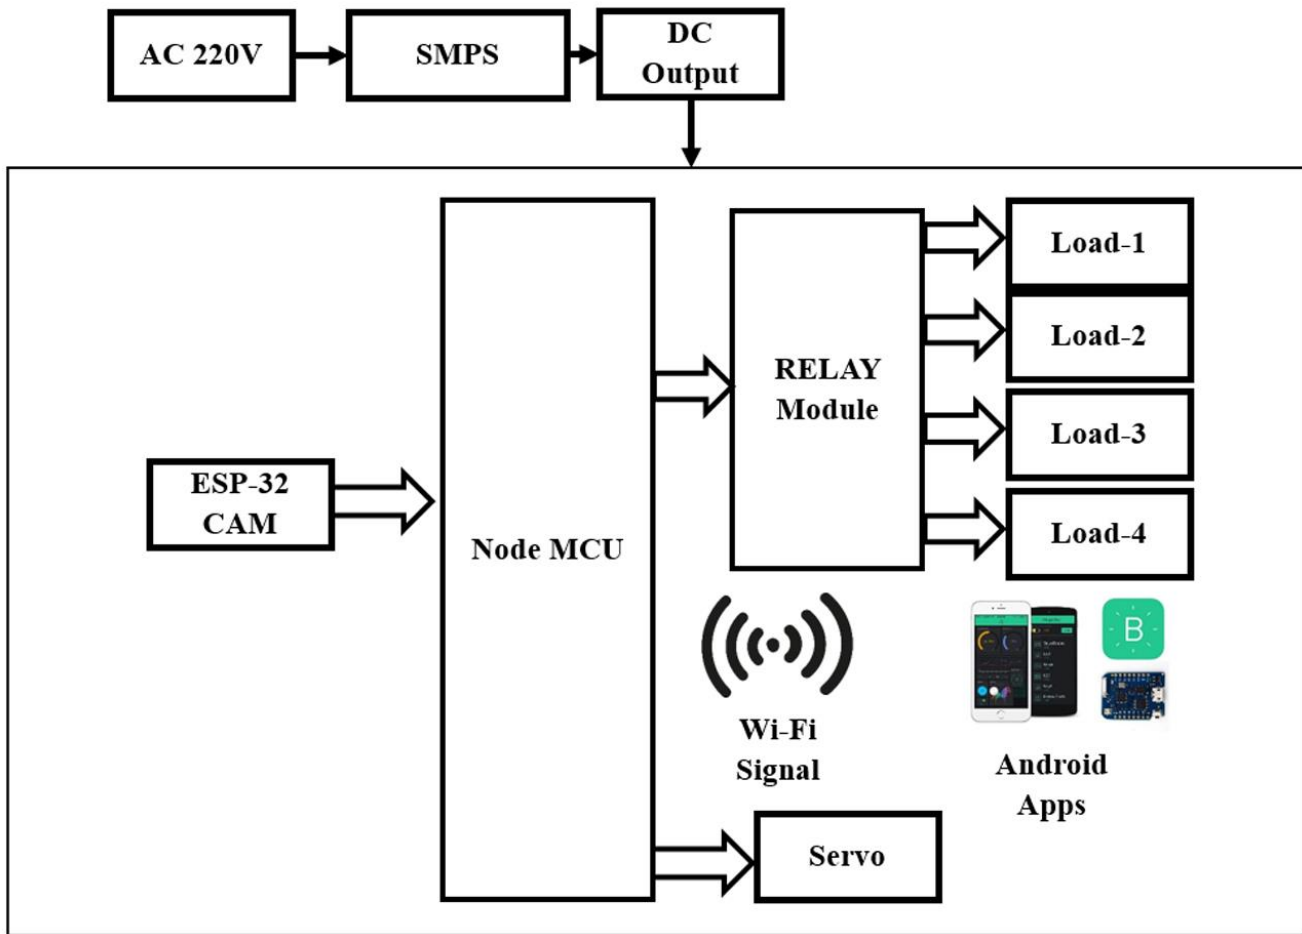 AC 220V
SMPS
DC
Output
Load-1
Load-2
RELAY
Module
Load-3
ESP-32
CAM
Load-4
Node MCU
B
Wi-Fi
Signal
Android
Apps
Servo